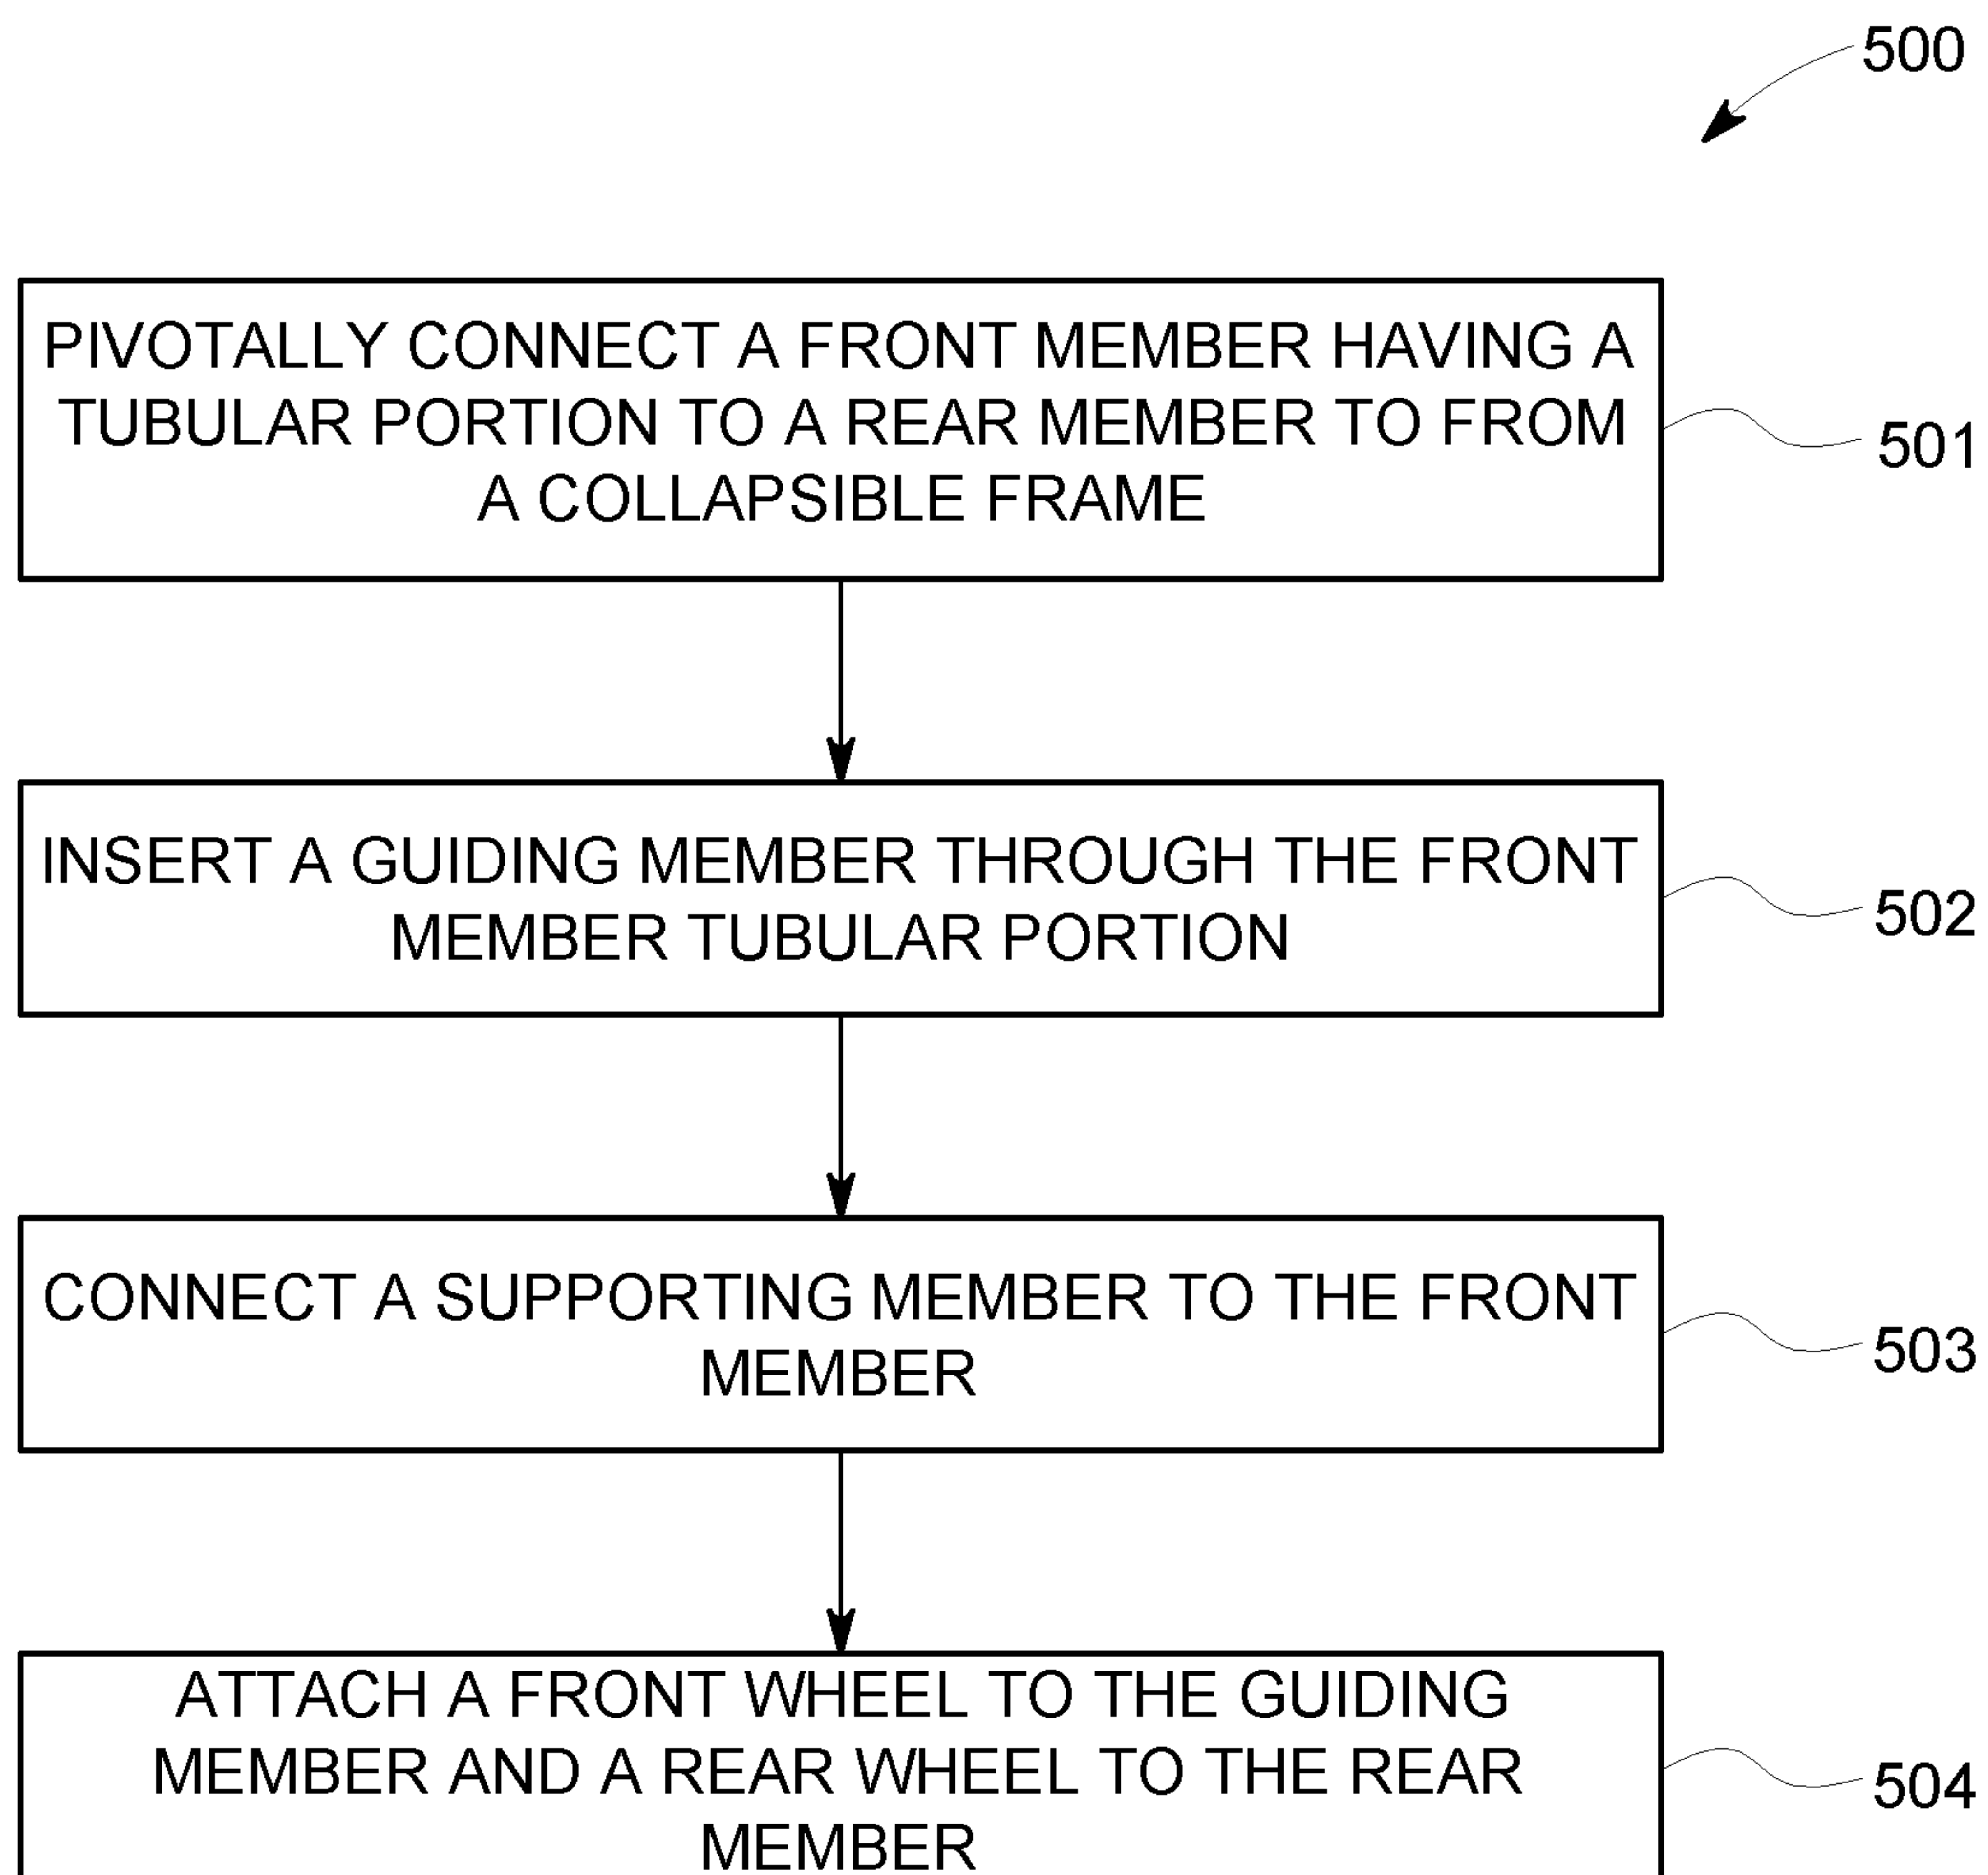 500
PIVOTALLY CONNECT A FRONT MEMBER HAVING A
TUBULAR PORTION TO A REAR MEMBER TO FROM
A COLLAPSIBLE FRAME
501
INSERT A GUIDING MEMBER THROUGH THE FRONT
MEMBER TUBULAR PORTION
502
CONNECT A SUPPORTING MEMBER TO THE FRONT
MEMBER
503
ATTACH A FRONT WHEEL TO THE GUIDING
MEMBER AND A REAR WHEEL TO THE REAR
MEMBER
504